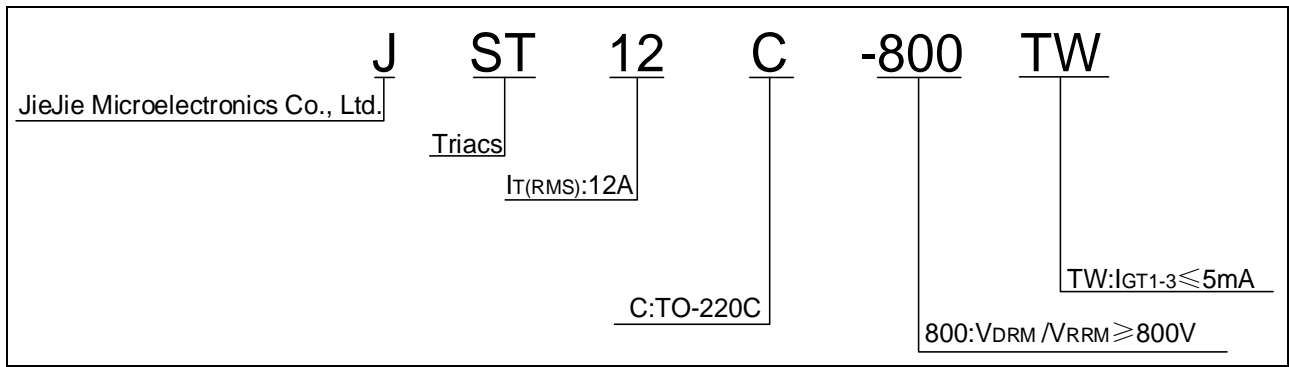 J ST 12 C -800 TW
JieJie Microelectronics Co., Ltd.
Triacs
IT(RMS):12A
TW:IGT1-3≤5mA
C:TO-220C
800:VDRM /VRRM≥800V